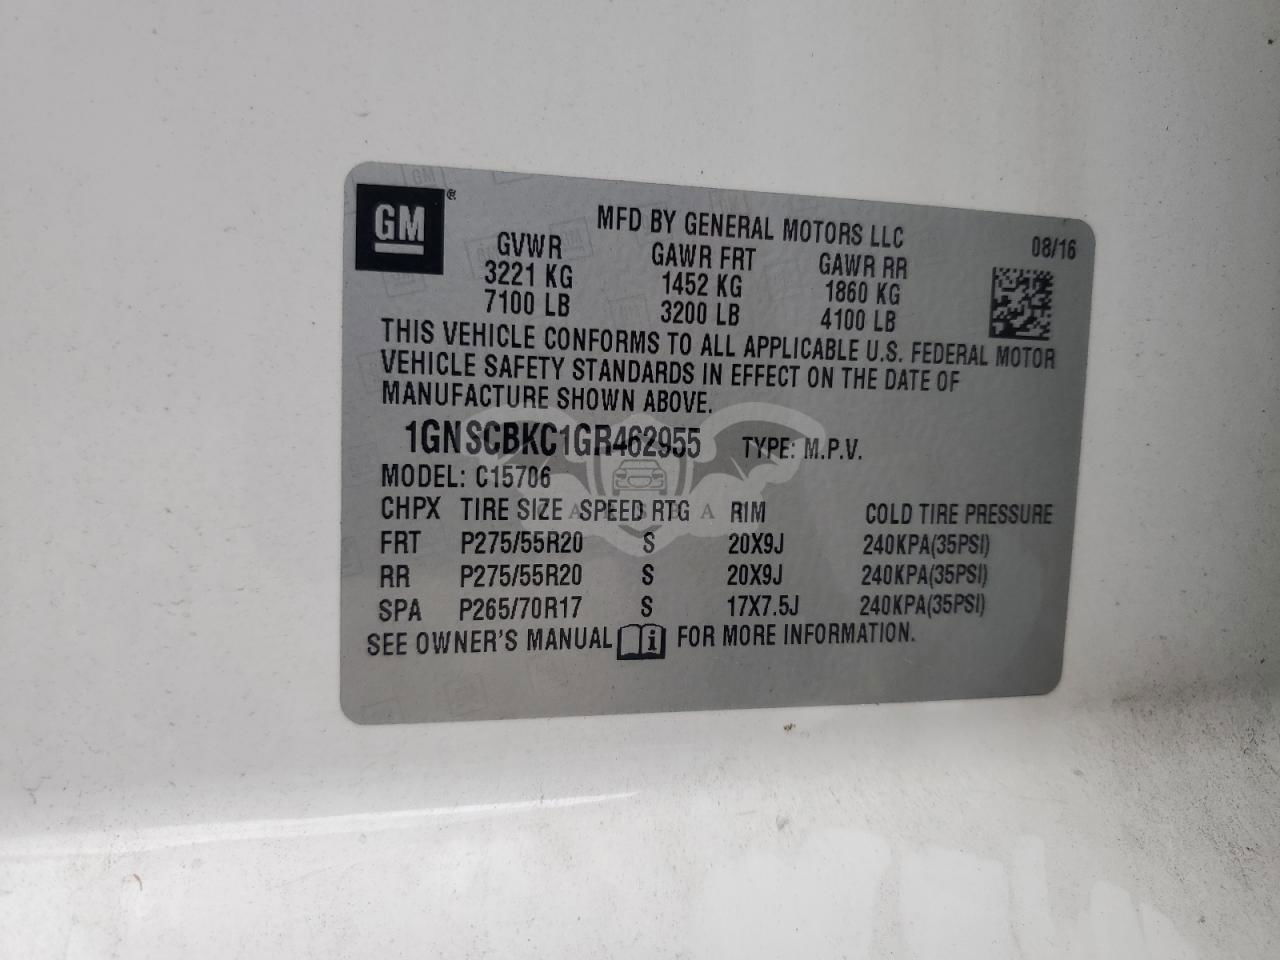 GM ®
MFD BY GENERAL MOTORS LLC 08/16
GVWR GAWR FRT GAWR RR
3221 KG 1452 KG 1860 KG
7100 LB 3200 LB 4100 LB
THIS VEHICLE CONFORMS TO ALL APPLICABLE U.S. FEDERAL MOTOR
VEHICLE SAFETY STANDARDS IN EFFECT ON THE DATE OF
MANUFACTURE SHOWN ABOVE.
1GNSCBKC1GR462955 TYPE: M.P.V.
MODEL: C15706
CHPX TIRE SIZE SPEED RTG RIM COLD TIRE PRESSURE
FRT P275/55R20 S 20X9J 240KPA(35PSI)
RR P275/55R20 S 20X9J 240KPA(35PSI)
SPA P265/70R17 S 17X7.5J 240KPA(35PSI)
SEE OWNER'S MANUAL i FOR MORE INFORMATION.